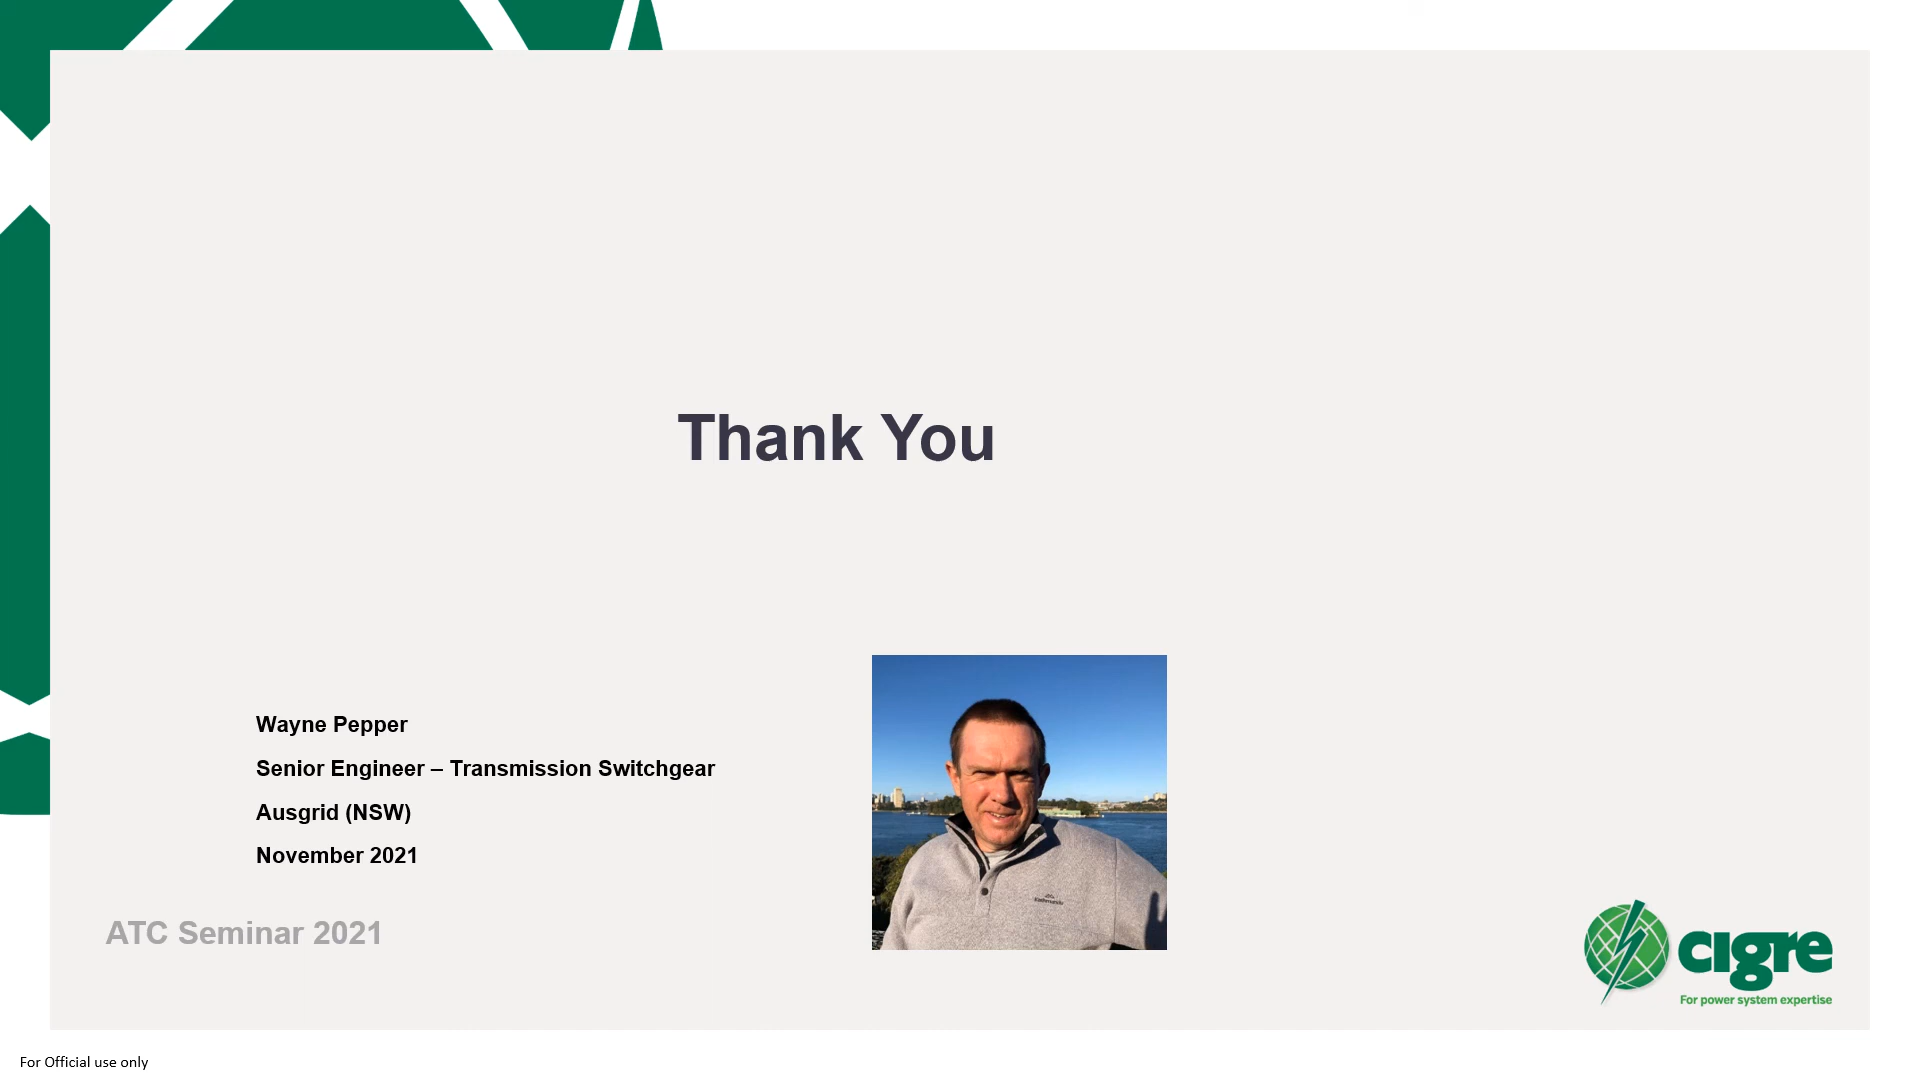 Thank You
Wayne Pepper
Senior Engineer – Transmission Switchgear
Ausgrid (NSW)
November 2021
ATC Seminar 2021
cigre
For power system expertise
For Official use only